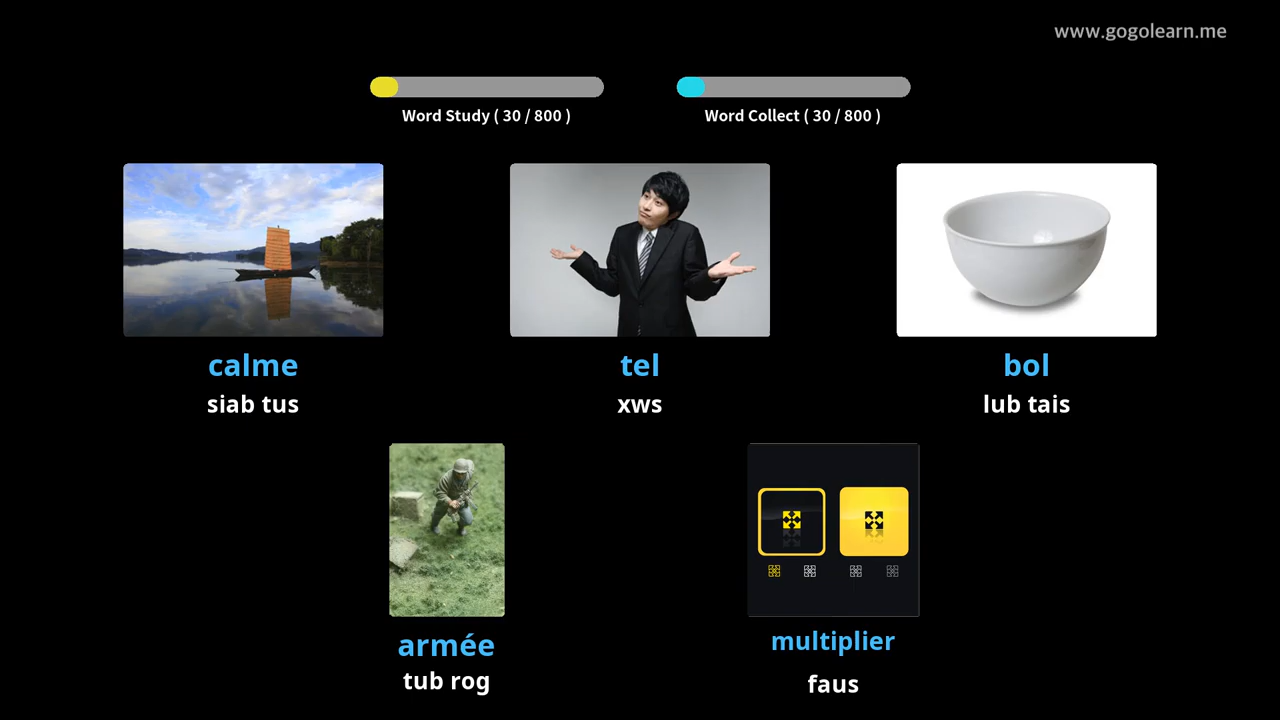 www.gogolearn.me
Word Study ( 30 / 800 )
Word Collect ( 30 / 800 )
calme
siab tus
tel
xws
bol
lub tais
armée
tub rog
multiplier
faus